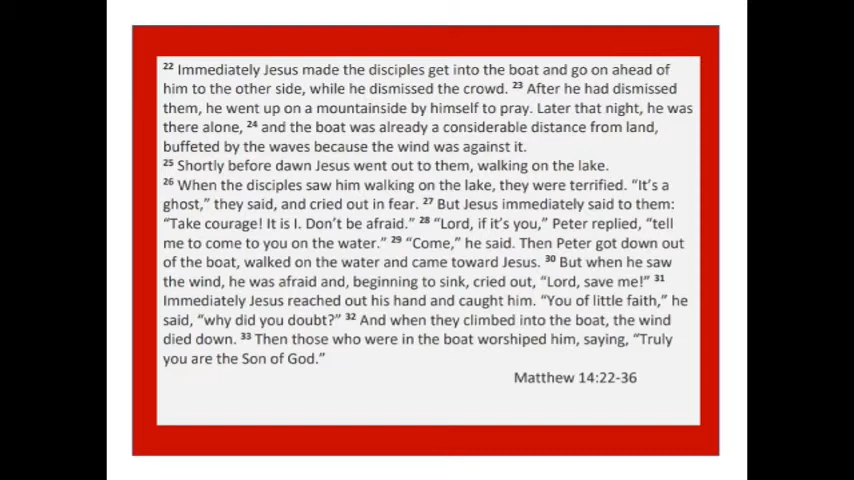 22 Immediately Jesus made the disciples get into the boat and go on ahead of
him to the other side, while he dismissed the crowd. 23 After he had dismissed
them, he went up on a mountainside by himself to pray. Later that night, he was
there alone, 24 and the boat was already a considerable distance from land,
buffeted by the waves because the wind was against it.
25 Shortly before dawn Jesus went out to them, walking on the lake.
26 When the disciples saw him walking on the lake, they were terrified. “It’s a
ghost,” they said, and cried out in fear. 27 But Jesus immediately said to them:
“Take courage! It is I. Don’t be afraid.” 28 “Lord, if it’s you,” Peter replied, “tell
me to come to you on the water.” 29 “Come,” he said. Then Peter got down out
of the boat, walked on the water and came toward Jesus. 30 But when he saw
the wind, he was afraid and, beginning to sink, cried out, “Lord, save me!” 31
Immediately Jesus reached out his hand and caught him. “You of little faith,” he
said, “why did you doubt?” 32 And when they climbed into the boat, the wind
died down. 33 Then those who were in the boat worshiped him, saying, “Truly
you are the Son of God.”
Matthew 14:22-36